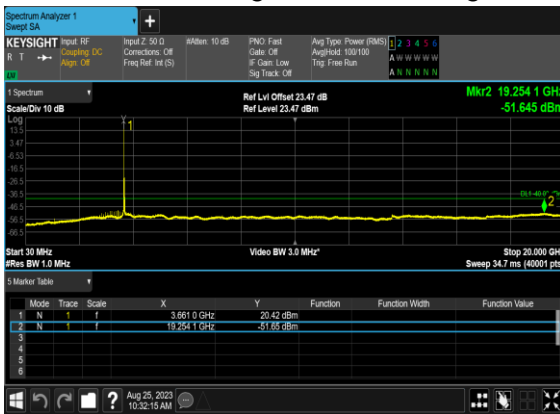 Spectrum Analyzer 1
Swept SA
KEYSIGHT
R T
LV
Input: RF
Coupling: DC
Align: Off
Input Z: 50 Ω
Corrections: Off
Freq Ref: Int (S)
#Atten: 10 dB
PNO: Fast
Gate: Off
IF Gain: Low
Sig Track: Off
Avg Type: Power (RMS)
Avg|Hold: 100/100
Trig: Free Run
1 2 3 4 5 6
A W W W W W
A N N N N N
1 Spectrum
Scale/Div 10 dB
Ref Lvl Offset 23.47 dB
Ref Level 23.47 dBm
Mkr2 19.254 1 GHz
-51.645 dBm
Log
13.5
3.47
-6.53
-16.5
-26.5
-36.5
-46.5
-56.5
-66.5
1
2
Start 30 MHz
#Res BW 1.0 MHz
Video BW 3.0 MHz*
Stop 20.000 GH
Sweep 34.7 ms (40001 pts
5 Marker Table
Mode Trace Scale X Y Function Function Width Function Value
1 N 1 f 3.661 0 GHz 20.42 dBm
2 N 1 f 19.254 1 GHz -51.65 dBm
3
4
5
6
?
Aug 25, 2023
10:32:15 AM